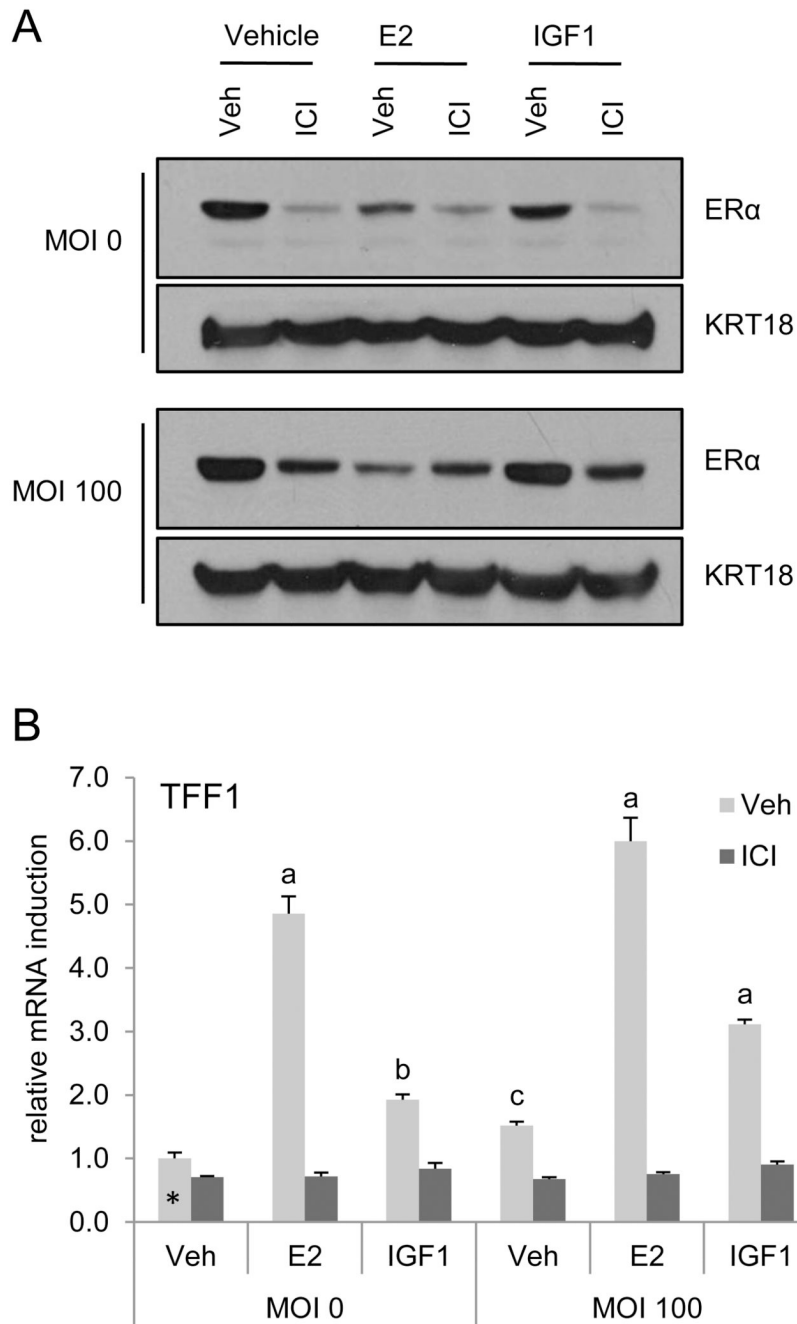 A
Vehicle E2 IGF1
Veh ICI Veh ICI Veh ICI
ERα
MOI 0
KRT18
ERα
MOI 100
KRT18
B
7.0
TFF1
a
Veh
6.0
ICI
a
5.0
4.0
a
3.0
b
2.0
c
1.0
*
0.0
relative mRNA induction
Veh E2 IGF1 Veh E2 IGF1
MOI 0 MOI 100